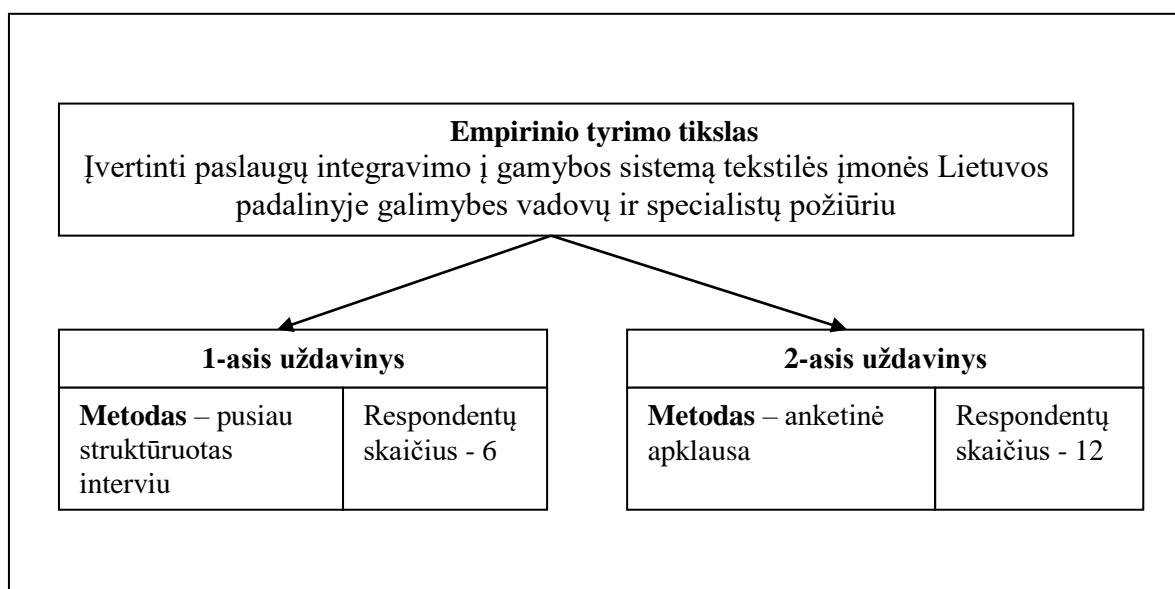 Empirinio tyrimo tikslas
Įvertinti paslaugų integravimo į gamybos sistemą tekstilės įmonės Lietuvos
padalinyje galimybes vadovų ir specialistų požiūriu
1-asis uždavinys
Metodas – pusiau
struktūruotas
interviu
Respondentų
skaičius - 6
2-asis uždavinys
Metodas – anketinė
apklausa
Respondentų
skaičius - 12